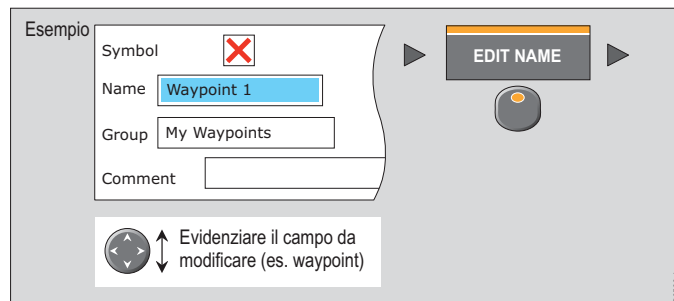 Esempio
Symbol
Name Waypoint 1
Group My Waypoints
Comment
EDIT NAME
Evidenziare il campo da
modificare (es. waypoint)